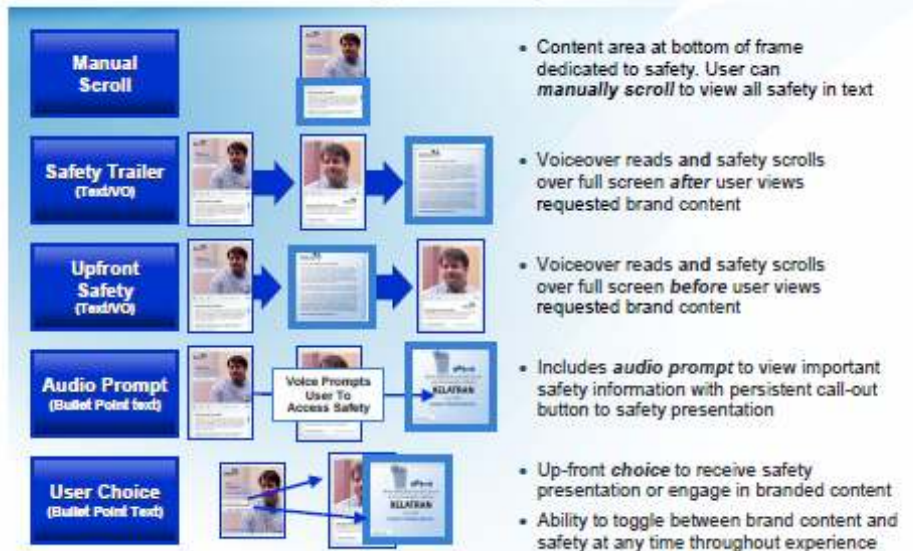 Manual
Scroll
• Content area at bottom of frame
dedicated to safety. User can
manually scroll to view all safety in text
Safety Trailer
(Text/VO)
• Voiceover reads and safety scrolls
over full screen after user views
requested brand content
Upfront
Safety
(Text/VO)
• Voiceover reads and safety scrolls
over full screen before user views
requested brand content
Audio Prompt
(Bullet Point text)
Voice Prompts
User To
Access Safety
XELATRAN
• Includes audio prompt to view important
safety information with persistent call-out
button to safety presentation
User Choice
(Bullet Point Text)
XELATRAN
• Up-front choice to receive safety
presentation or engage in branded content
• Ability to toggle between brand content and
safety at any time throughout experience